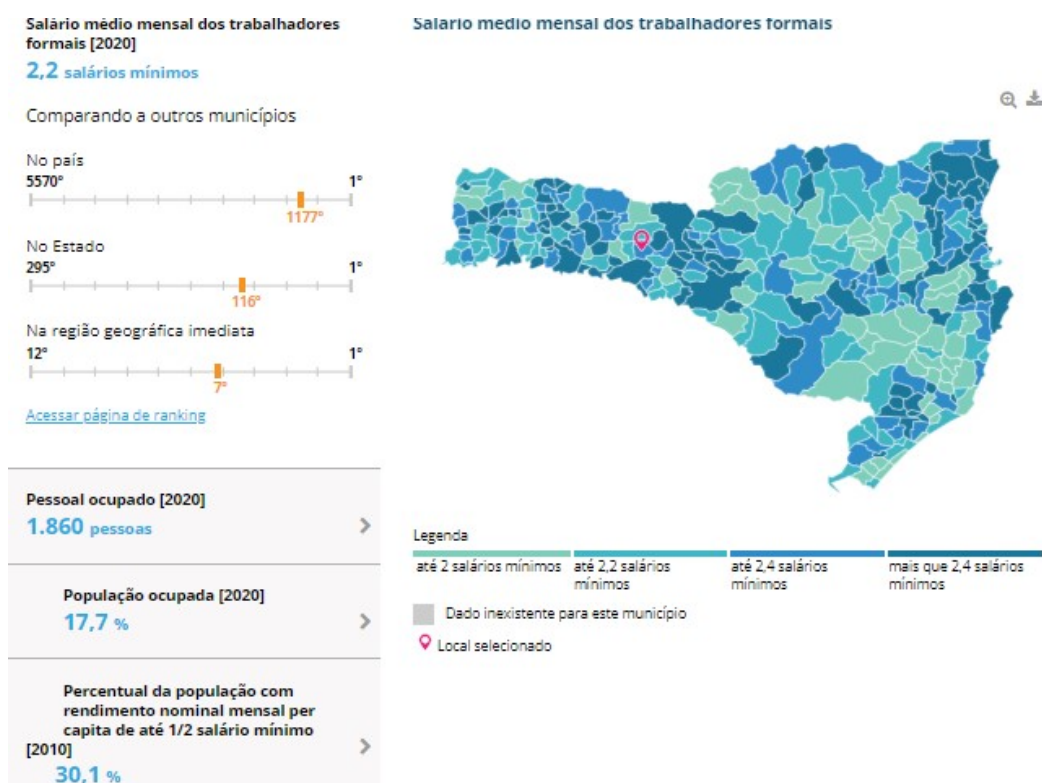 Salário médio mensal dos trabalhadores
formais [2020]
2,2 salários mínimos
Comparando a outros municípios
No país
5570° 1°
1177°
No Estado
295° 1°
116°
Na região geográfica imediata
12° 1°
7°
Acessar página de ranking
Pessoal ocupado [2020]
1.860 pessoas
População ocupada [2020]
17,7 %
Percentual da população com
rendimento nominal mensal per
capita de até 1/2 salário mínimo
[2010]
30,1 %
Salário médio mensal dos trabalhadores formais
Legenda
até 2 salários mínimos
até 2,2 salários
mínimos
até 2,4 salários
mínimos
mais que 2,4 salários
mínimos
Dado inexistente para este município
Local selecionado